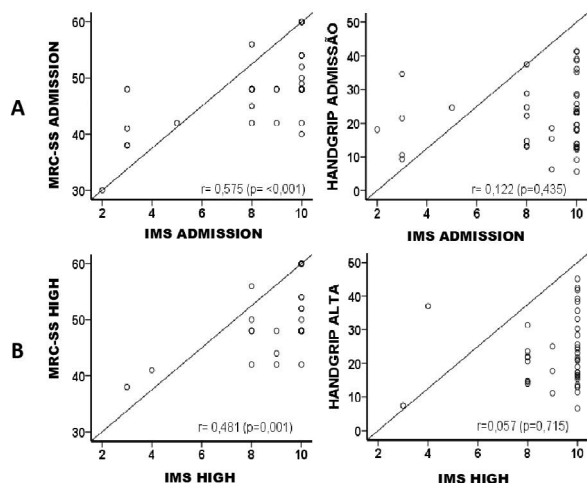 A
MRC-SS ADMISSION
60
50
40
30
2 4 6 8 10
r= 0,575 (p= <0,001)
IMS ADMISSION
HANDGRIP ADMISSÃO
50
40
30
20
10
0
2 4 6 8 10
r= 0,122 (p=0,435)
IMS ADMISSION
B
MRC-SS HIGH
60
50
40
30
2 4 6 8 10
r= 0,481 (p=0,001)
IMS HIGH
HANDGRIP ALTA
50
40
30
20
10
0
2 4 6 8 10
r=0,057 (p=0,715)
IMS HIGH